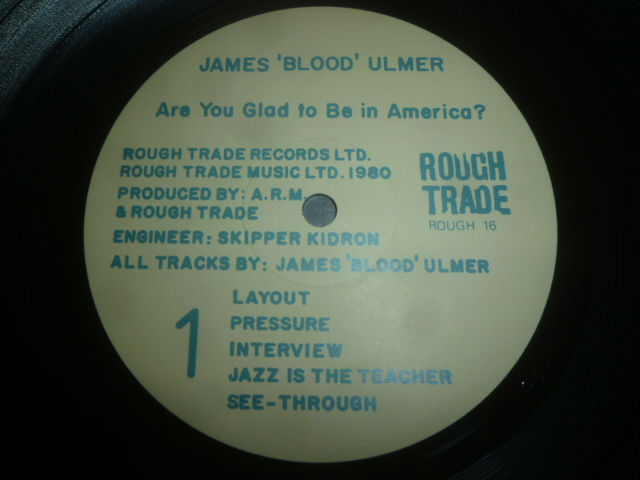 JAMES 'BLOOD' ULMER
Are You Glad to Be in America?
ROUGH TRADE RECORDS LTD.
ROUGH TRADE MUSIC LTD. 1980
PRODUCED BY: A.R.M.
& ROUGH TRADE
ENGINEER: SKIPPER KIDRON
ALL TRACKS BY: JAMES 'BLOOD' ULMER
ROUGH
TRADE
ROUGH 16
1
LAYOUT
PRESSURE
INTERVIEW
JAZZ IS THE TEACHER
SEE-THROUGH